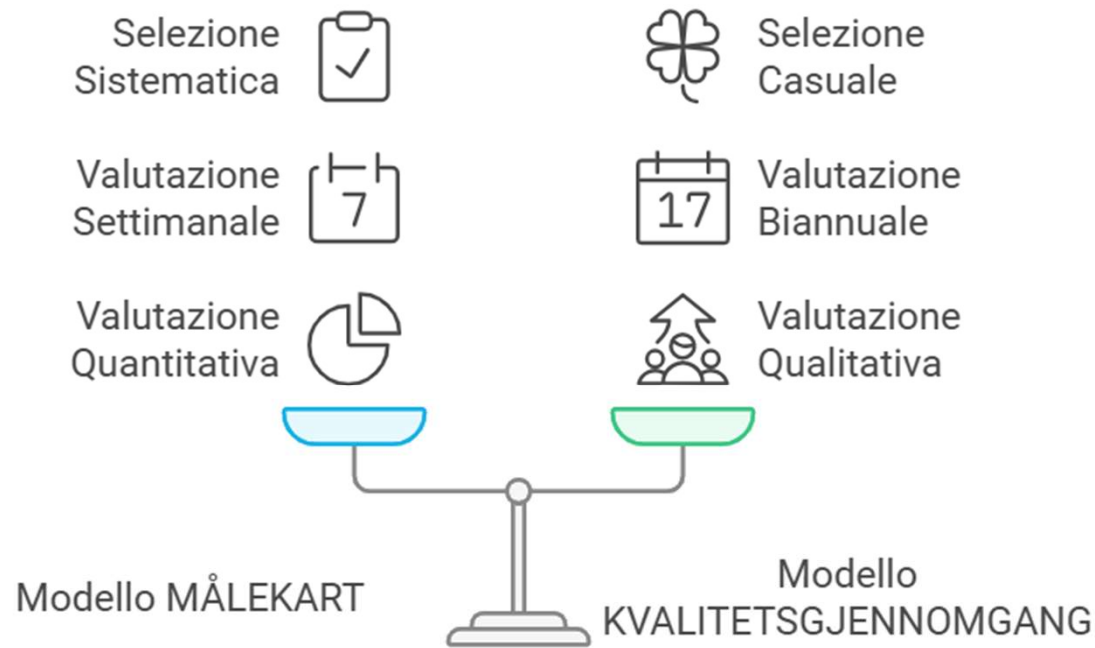 Selezione
Sistematica
Selezione
Casuale
Valutazione
Settimanale
7
17
Valutazione
Biannuale
Valutazione
Quantitativa
Valutazione
Qualitativa
Modello MÅLEKART
Modello
KVALITETSGJENNOMGANG